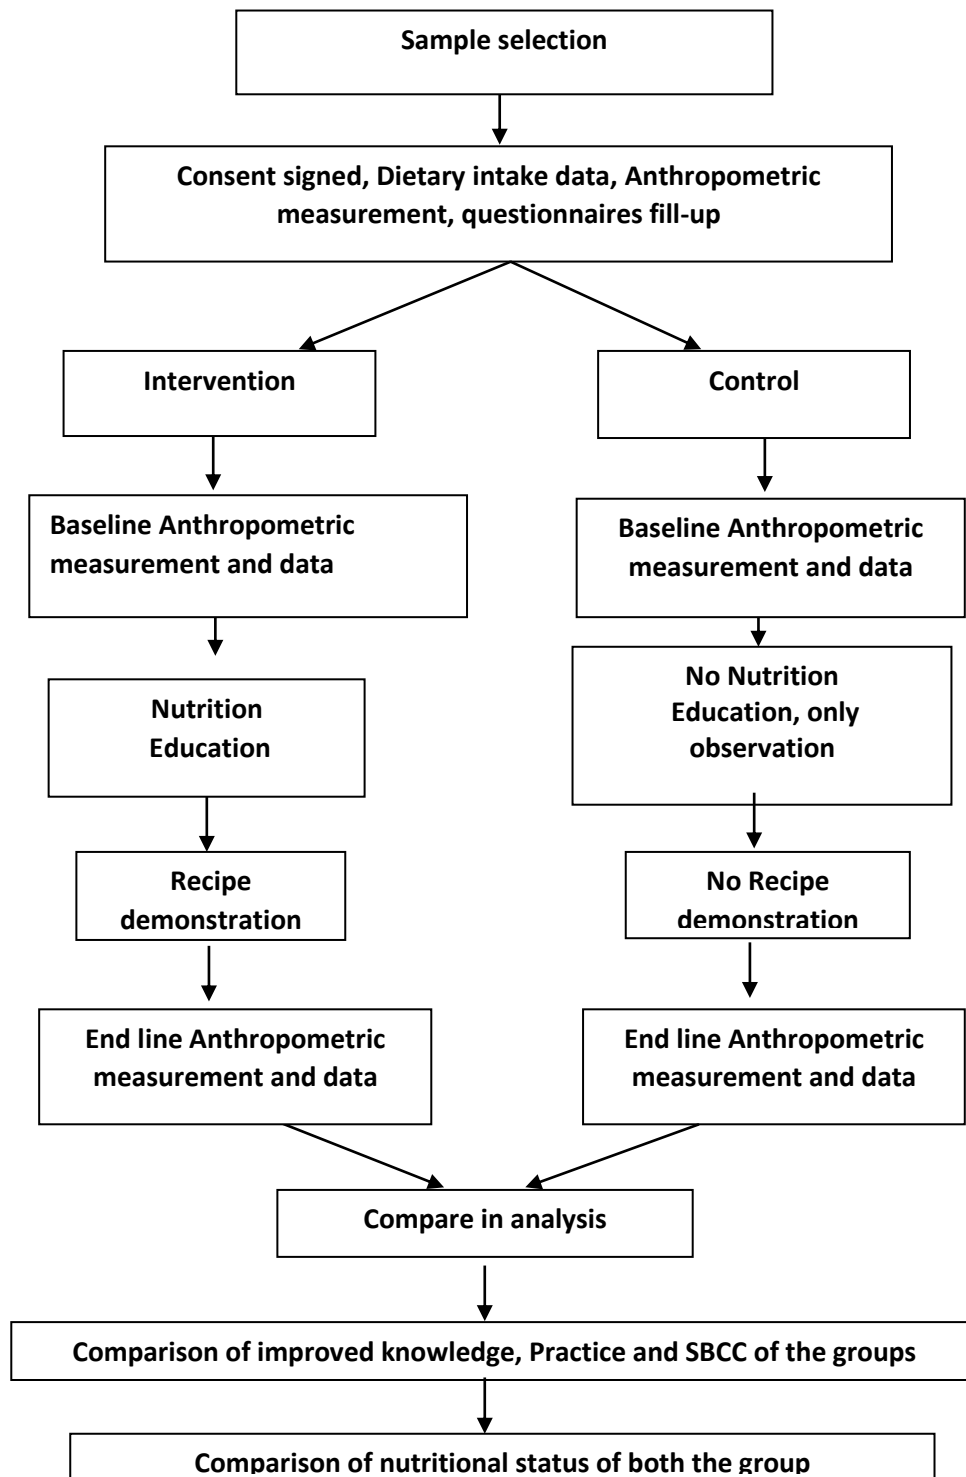 Sample selection
Consent signed, Dietary intake data, Anthropometric
measurement, questionnaires fill-up
Intervention
Control
Baseline Anthropometric
measurement and data
Baseline Anthropometric
measurement and data
Nutrition
Education
No Nutrition
Education, only
observation
Recipe
demonstration
No Recipe
demonstration
End line Anthropometric
measurement and data
End line Anthropometric
measurement and data
Compare in analysis
Comparison of improved knowledge, Practice and SBCC of the groups
Comparison of nutritional status of both the group